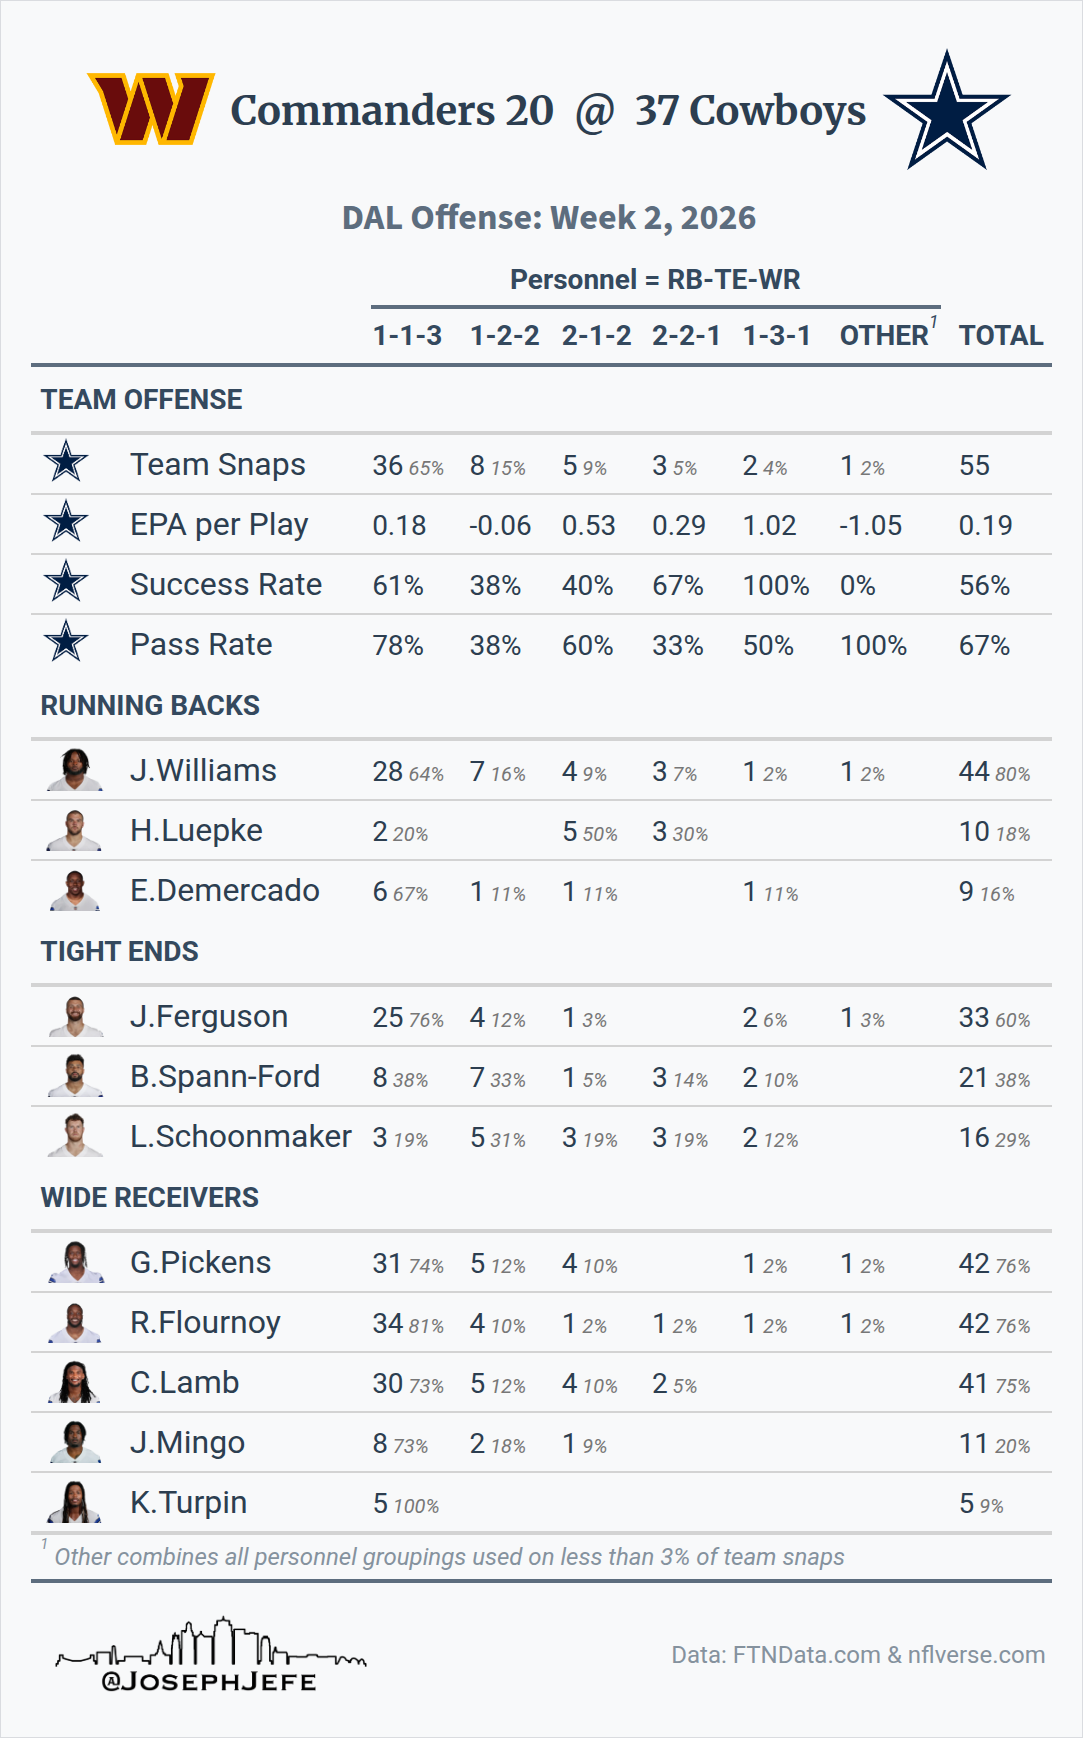 Commanders 20 @ 37 Cowboys
DAL Offense: Week 2, 2026
Personnel = RB-TE-WR
1-1-3 1-2-2 2-1-2 2-2-1 1-3-1 OTHER1 TOTAL
TEAM OFFENSE
Team Snaps 36 65% 8 15% 5 9% 3 5% 2 4% 1 2% 55
EPA per Play 0.18 -0.06 0.53 0.29 1.02 -1.05 0.19
Success Rate 61% 38% 40% 67% 100% 0% 56%
Pass Rate 78% 38% 60% 33% 50% 100% 67%
RUNNING BACKS
J.Williams 28 64% 7 16% 4 9% 3 7% 1 2% 1 2% 44 80%
H.Luepke 2 20% 5 50% 3 30% 10 18%
E.Demercado 6 67% 1 11% 1 11% 1 11% 9 16%
TIGHT ENDS
J.Ferguson 25 76% 4 12% 1 3% 2 6% 1 3% 33 60%
B.Spann-Ford 8 38% 7 33% 1 5% 3 14% 2 10% 21 38%
L.Schoonmaker 3 19% 5 31% 3 19% 3 19% 2 12% 16 29%
WIDE RECEIVERS
G.Pickens 31 74% 5 12% 4 10% 1 2% 1 2% 42 76%
R.Flournoy 34 81% 4 10% 1 2% 1 2% 1 2% 1 2% 42 76%
C.Lamb 30 73% 5 12% 4 10% 2 5% 41 75%
J.Mingo 8 73% 2 18% 1 9% 11 20%
K.Turpin 5 100% 5 9%
1 Other combines all personnel groupings used on less than 3% of team snaps
@JOSEPHJEFE
Data: FTNData.com & nflverse.com